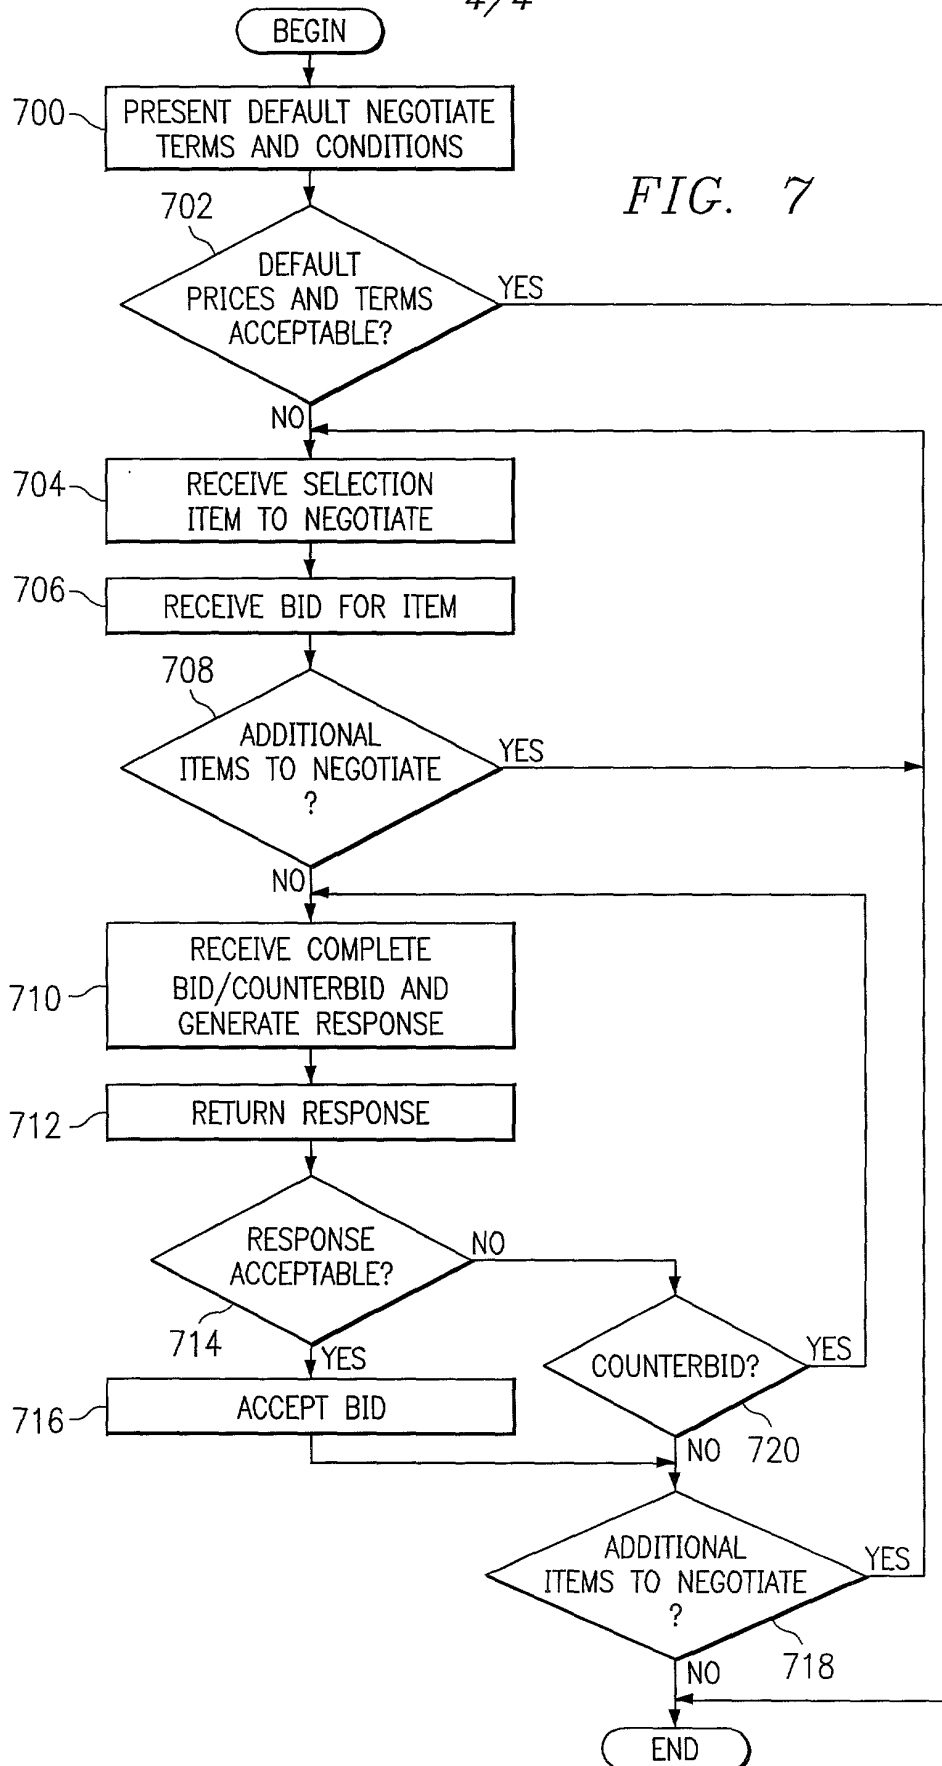 4/4
BEGIN
700
PRESENT DEFAULT NEGOTIATE
TERMS AND CONDITIONS
FIG. 7
702
DEFAULT
PRICES AND TERMS
ACCEPTABLE?
YES
NO
704
RECEIVE SELECTION
ITEM TO NEGOTIATE
706
RECEIVE BID FOR ITEM
708
ADDITIONAL
ITEMS TO NEGOTIATE
?
YES
NO
710
RECEIVE COMPLETE
BID/COUNTERBID AND
GENERATE RESPONSE
712
RETURN RESPONSE
RESPONSE
ACCEPTABLE?
NO
714
YES
COUNTERBID?
YES
716
ACCEPT BID
NO
720
ADDITIONAL
ITEMS TO NEGOTIATE
?
YES
718
NO
END